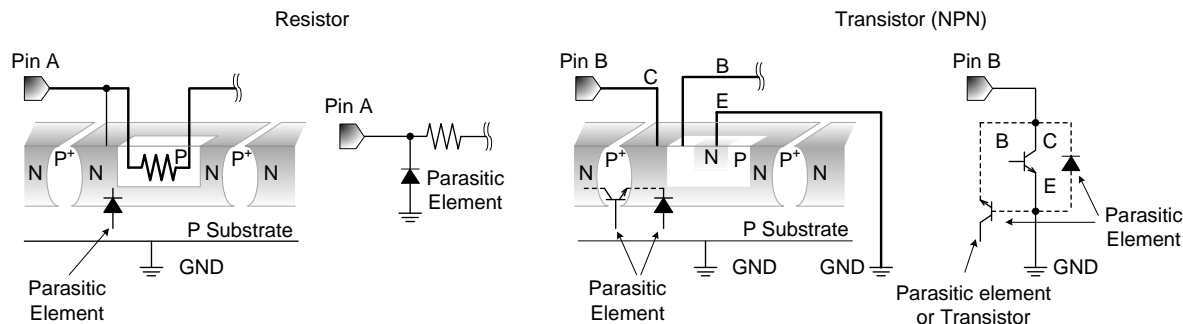 Resistor
Transistor (NPN)
Pin A
P
N
P+
N
P+
N
N
P Substrate
GND
Parasitic
Element
Pin A
Parasitic
Element
Pin B
C
B
E
N
P+
N
N
P
N
P+
N
P Substrate
GND
GND
Parasitic
Element
Pin B
B
C
E
Parasitic
Element
GND
Parasitic element
or Transistor